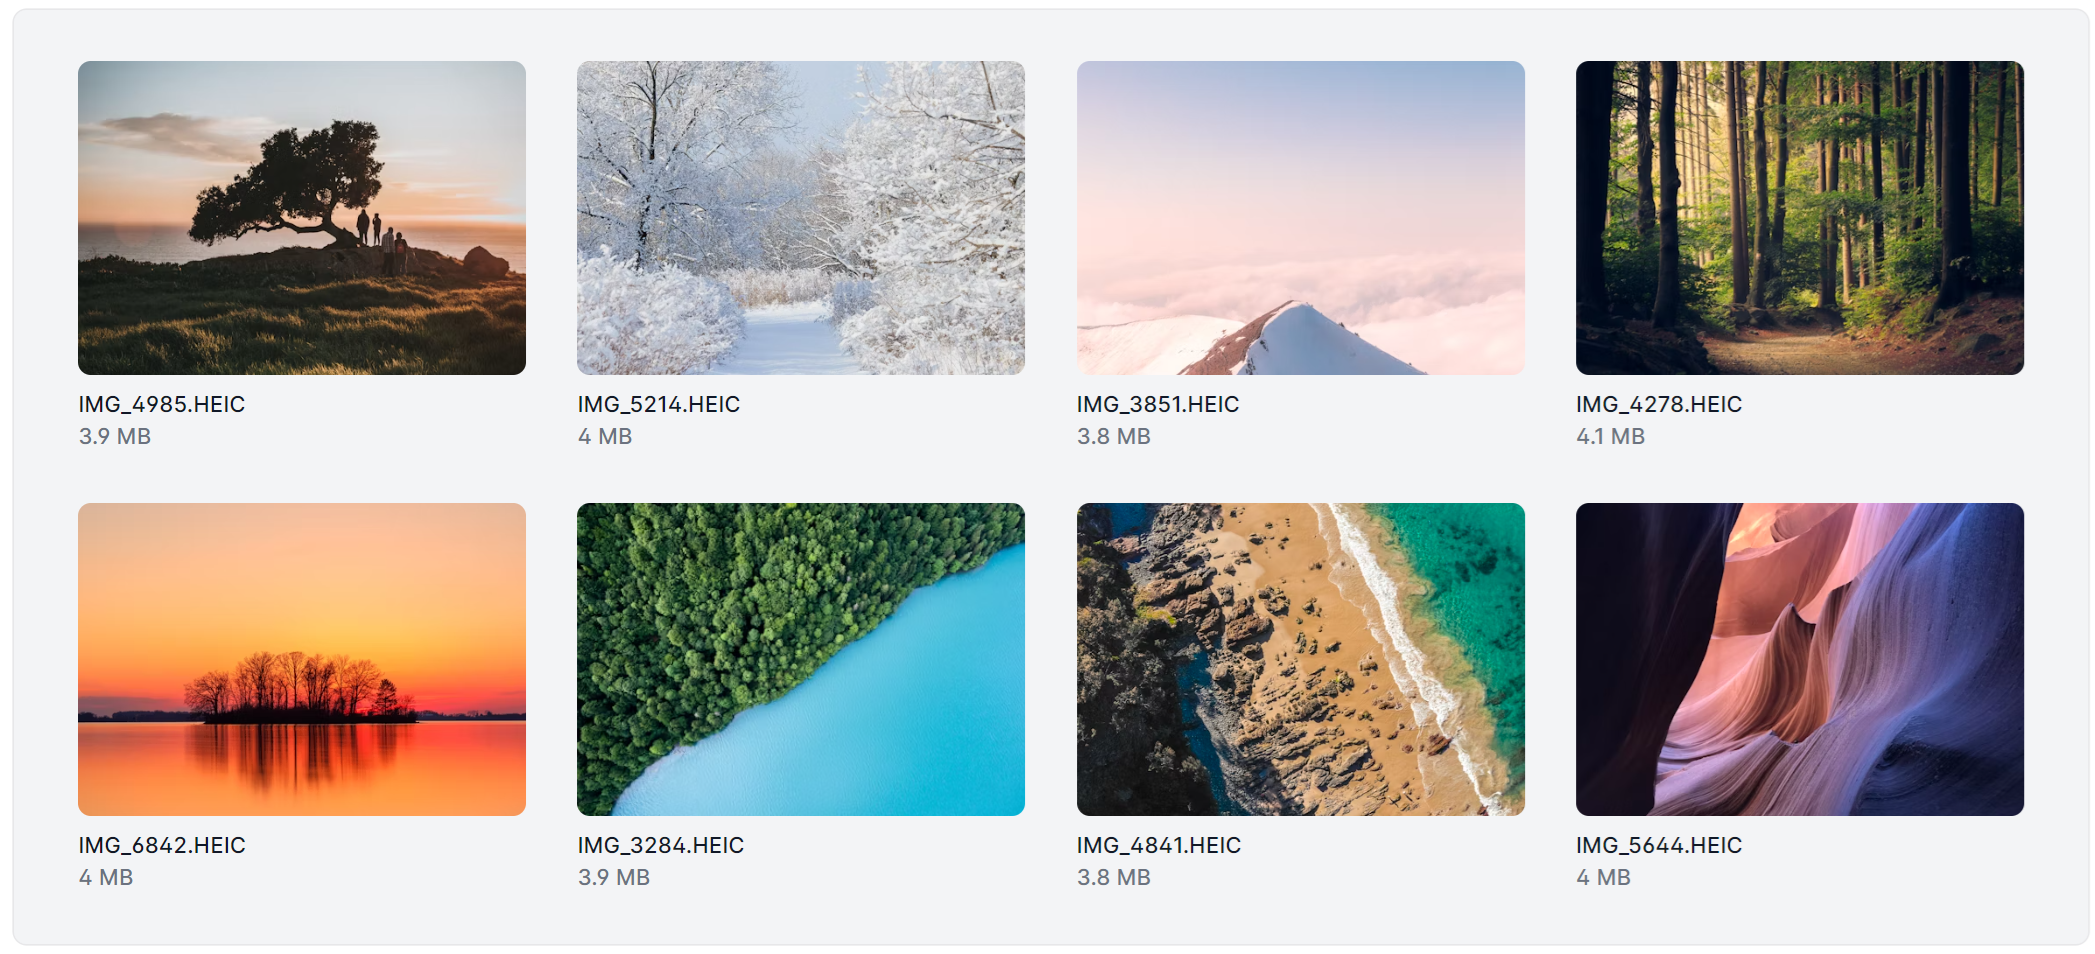 IMG_4985.HEIC
3.9 MB
IMG_5214.HEIC
4 MB
IMG_3851.HEIC
3.8 MB
IMG_4278.HEIC
4.1 MB
IMG_6842.HEIC
4 MB
IMG_3284.HEIC
3.9 MB
IMG_4841.HEIC
3.8 MB
IMG_5644.HEIC
4 MB